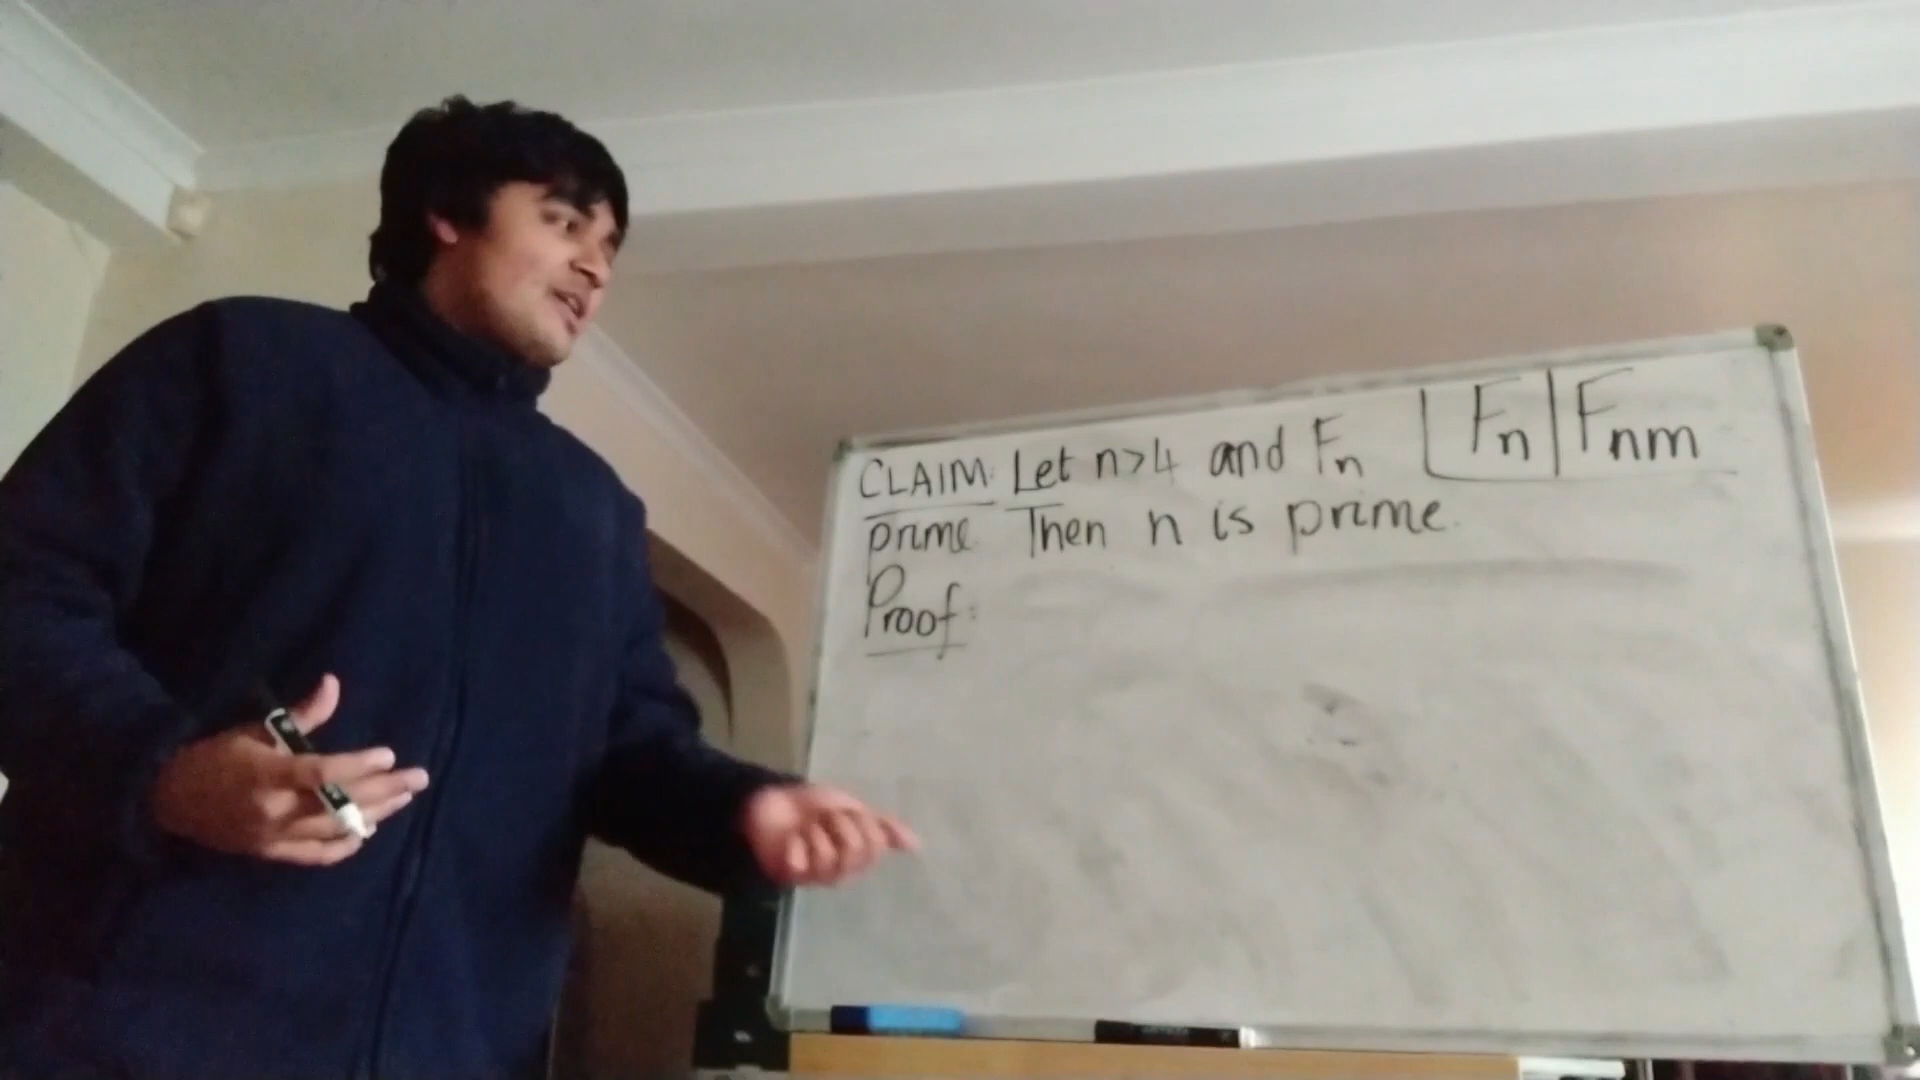 CLAIM: Let n>4 and Fn
prime. Then n is prime.
Fn|Fnm
Proof: